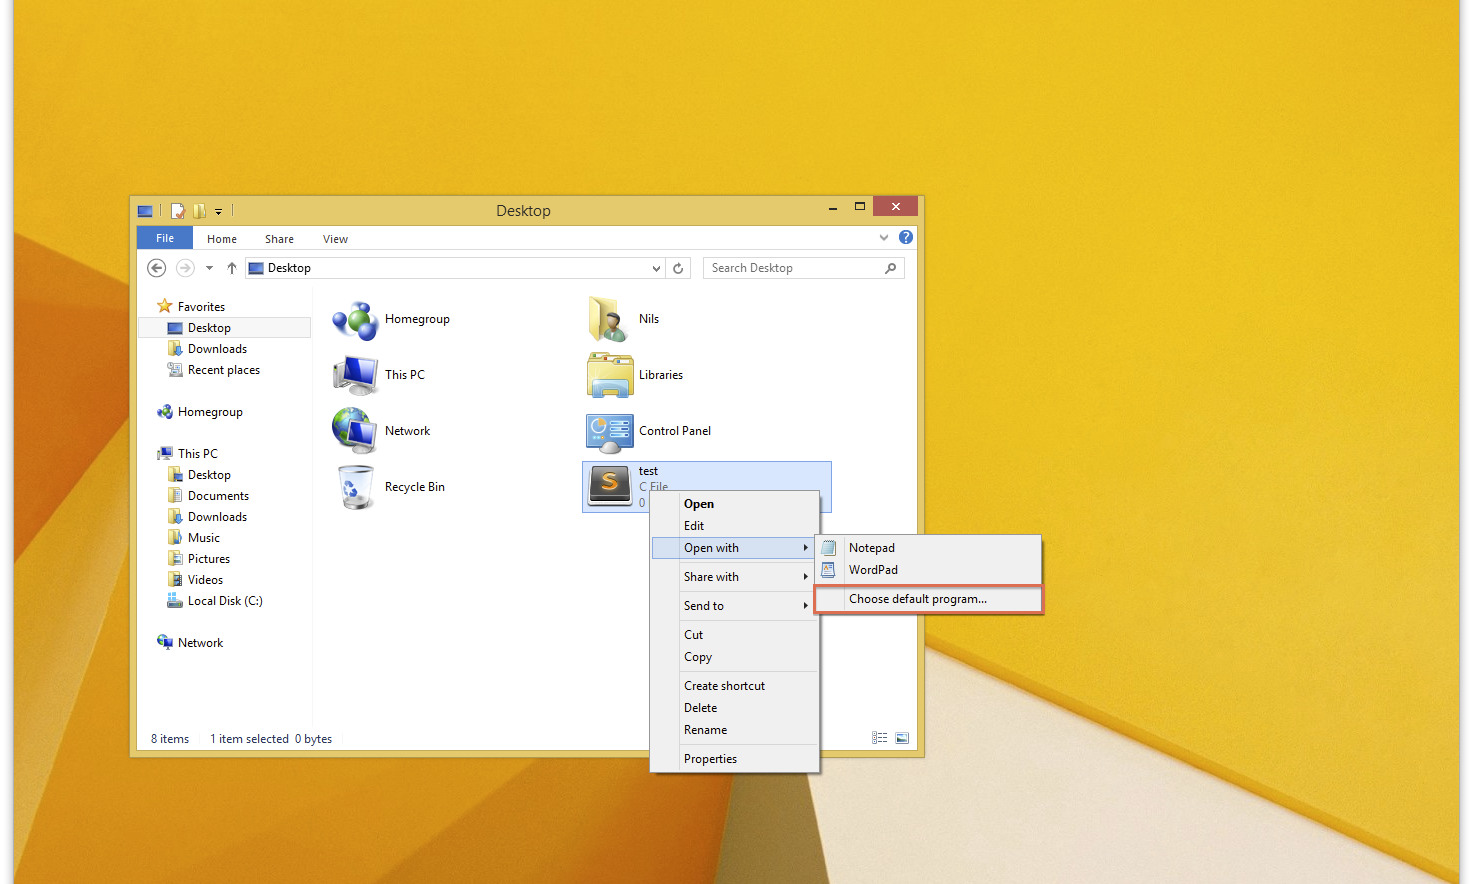 Desktop
File Home Share View
Desktop
Search Desktop
Favorites
Desktop
Downloads
Recent places
Homegroup
This PC
Desktop
Documents
Downloads
Music
Pictures
Videos
Local Disk (C:)
Network
Homegroup
Nils
This PC
Libraries
Network
Control Panel
Recycle Bin
test
C File
0
Open
Edit
Open with
Share with
Send to
Cut
Copy
Create shortcut
Delete
Rename
Properties
Notepad
WordPad
Choose default program...
8 items 1 item selected 0 bytes